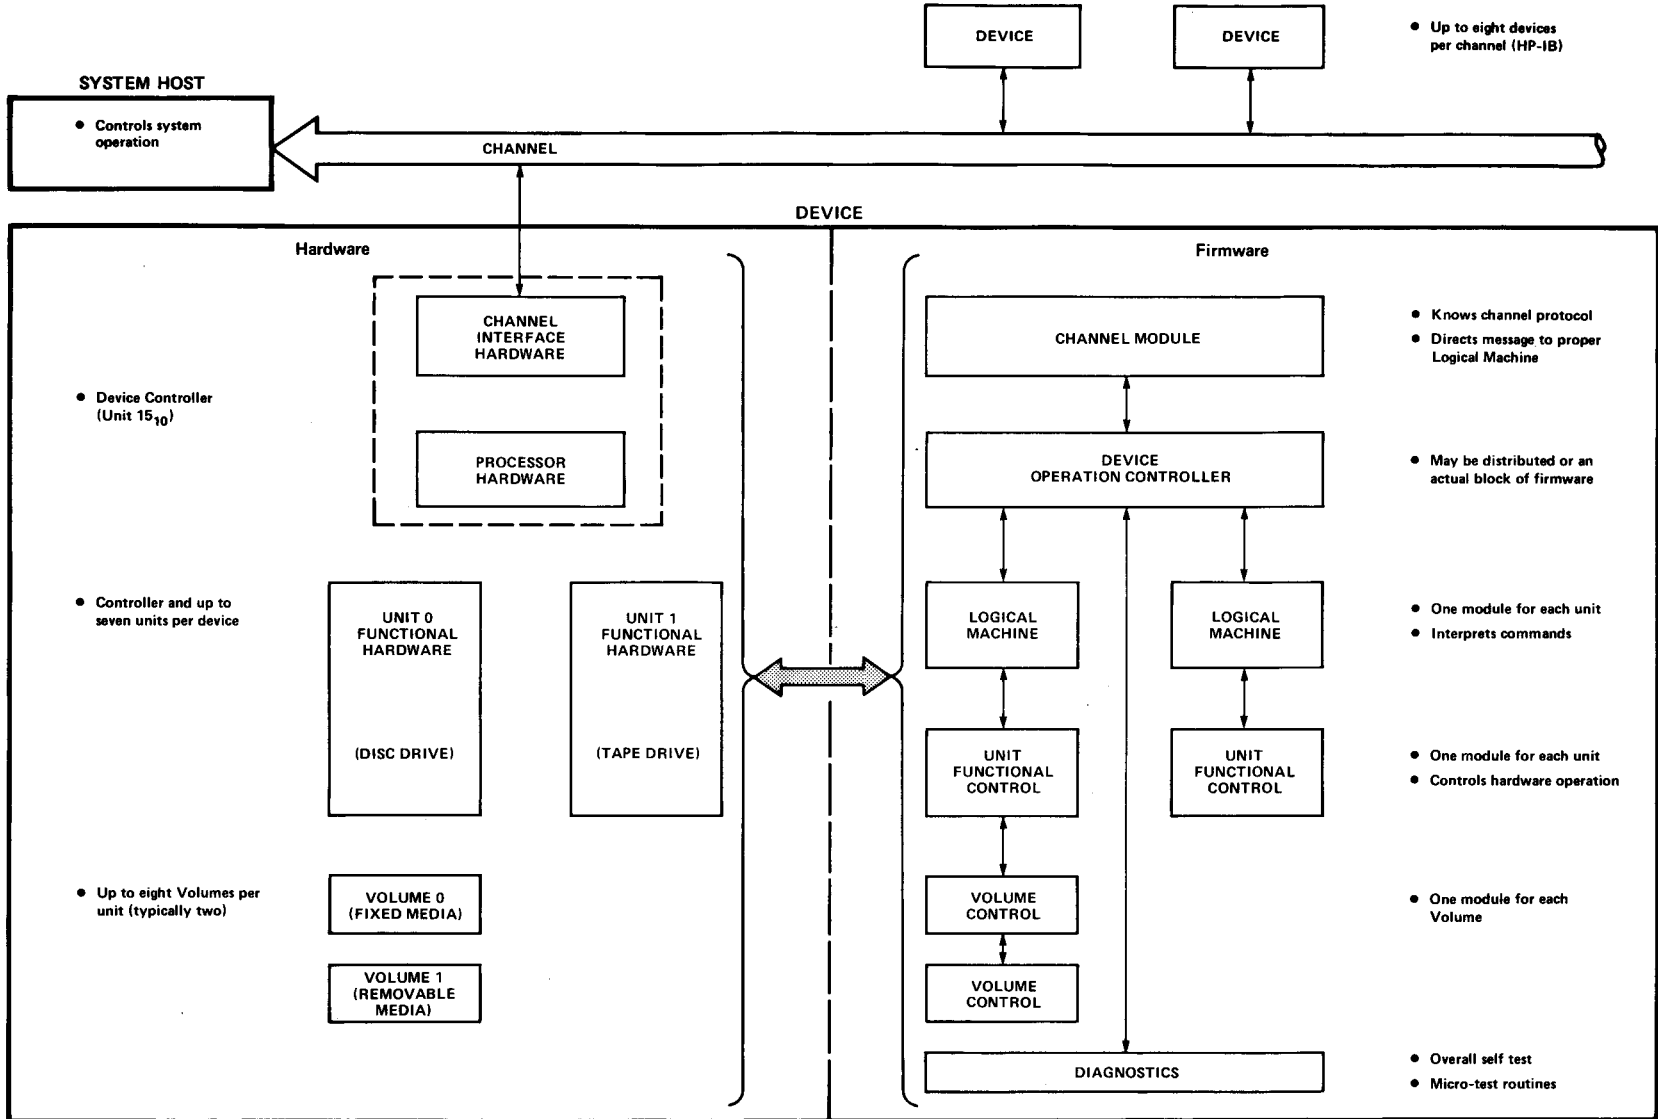 DEVICE
DEVICE
• Up to eight devices
per channel (HP-IB)
SYSTEM HOST
• Controls system
operation
CHANNEL
DEVICE
Hardware
Firmware
CHANNEL
INTERFACE
HARDWARE
CHANNEL MODULE
• Knows channel protocol
• Directs message to proper
Logical Machine
• Device Controller
(Unit 15₁₀)
PROCESSOR
HARDWARE
DEVICE
OPERATION CONTROLLER
• May be distributed or an
actual block of firmware
• Controller and up to
seven units per device
UNIT 0
FUNCTIONAL
HARDWARE
(DISC DRIVE)
UNIT 1
FUNCTIONAL
HARDWARE
(TAPE DRIVE)
LOGICAL
MACHINE
LOGICAL
MACHINE
• One module for each unit
• Interprets commands
UNIT
FUNCTIONAL
CONTROL
UNIT
FUNCTIONAL
CONTROL
• One module for each unit
• Controls hardware operation
• Up to eight Volumes per
unit (typically two)
VOLUME 0
(FIXED MEDIA)
VOLUME CONTROL
• One module for each
Volume
VOLUME 1
(REMOVABLE
MEDIA)
VOLUME
CONTROL
DIAGNOSTICS
• Overall self test
• Micro-test routines